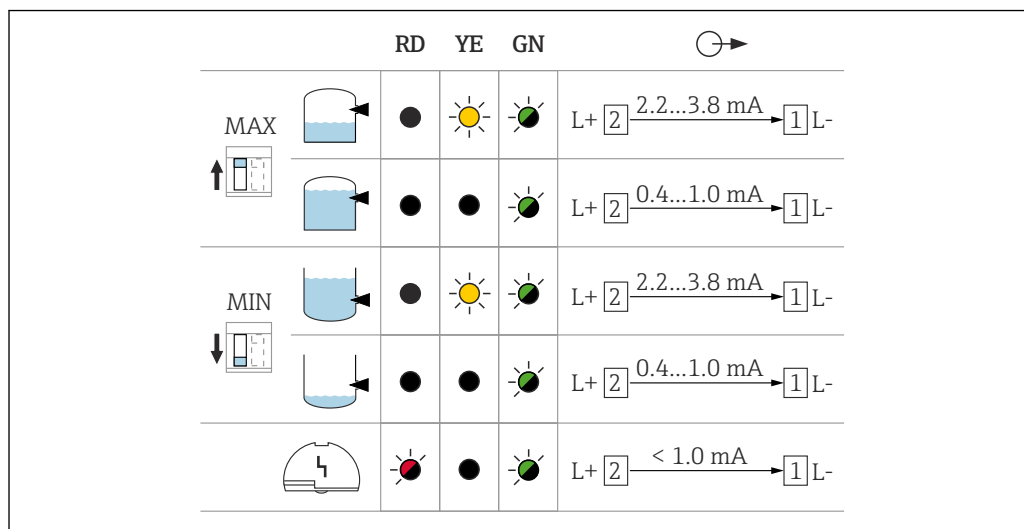 RD YE GN
MAX
L+ 2 2.2...3.8 mA 1 L-
L+ 2 0.4...1.0 mA 1 L-
MIN
L+ 2 2.2...3.8 mA 1 L-
L+ 2 0.4...1.0 mA 1 L-
L+ 2 < 1.0 mA 1 L-